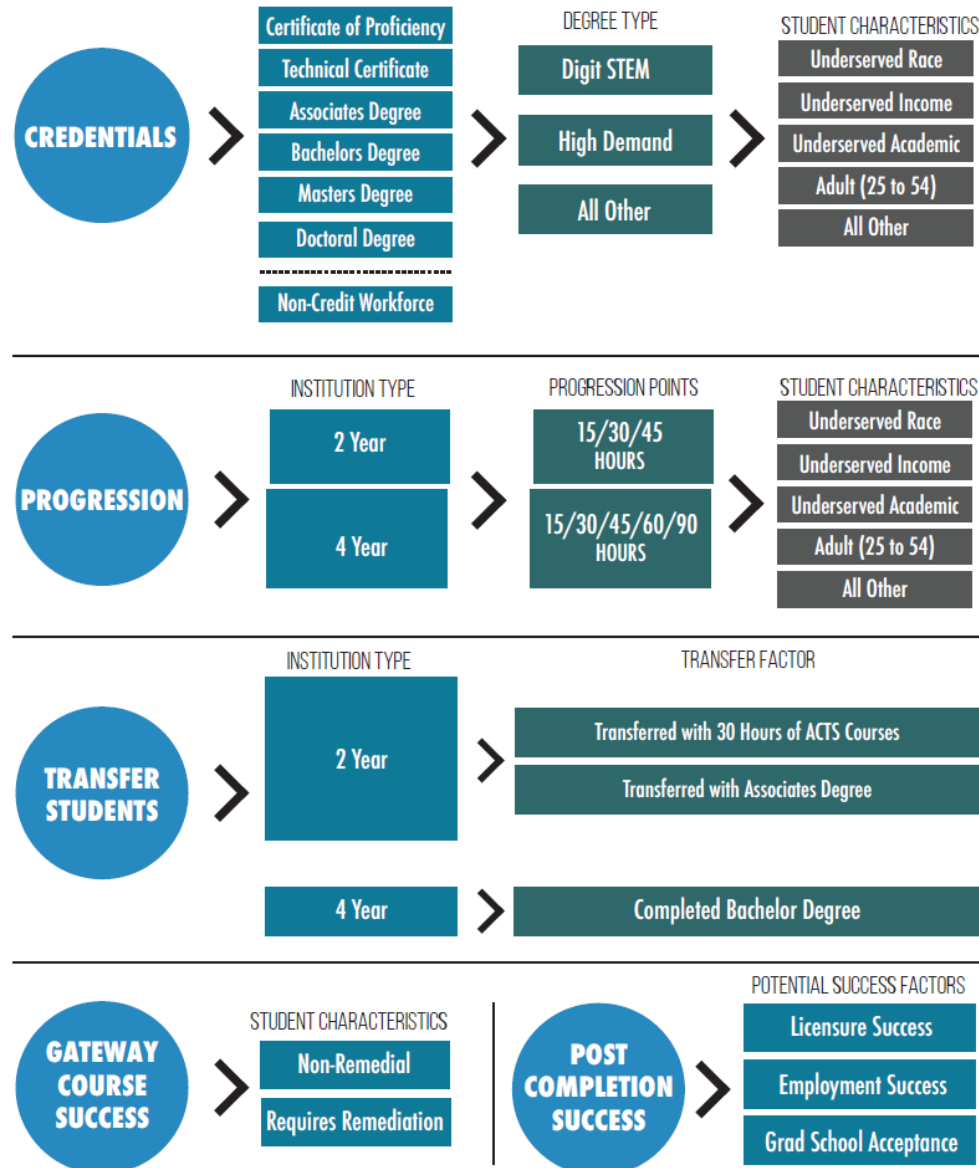 CREDENTIALS
Certificate of Proficiency
Technical Certificate
Associates Degree
Bachelors Degree
Masters Degree
Doctoral Degree
Non-Credit Workforce
DEGREE TYPE
Digit STEM
High Demand
All Other
STUDENT CHARACTERISTICS
Underserved Race
Underserved Income
Underserved Academic
Adult (25 to 54)
All Other
PROGRESSION
INSTITUTION TYPE
2 Year
4 Year
PROGRESSION POINTS
15/30/45
HOURS
15/30/45/60/90
HOURS
STUDENT CHARACTERISTICS
Underserved Race
Underserved Income
Underserved Academic
Adult (25 to 54)
All Other
TRANSFER
STUDENTS
INSTITUTION TYPE
2 Year
TRANSFER FACTOR
Transferred with 30 Hours of ACTS Courses
Transferred with Associates Degree
4 Year
Completed Bachelor Degree
GATEWAY
COURSE
SUCCESS
STUDENT CHARACTERISTICS
Non-Remedial
Requires Remediation
POST
COMPLETION
SUCCESS
POTENTIAL SUCCESS FACTORS
Licensure Success
Employment Success
Grad School Acceptance